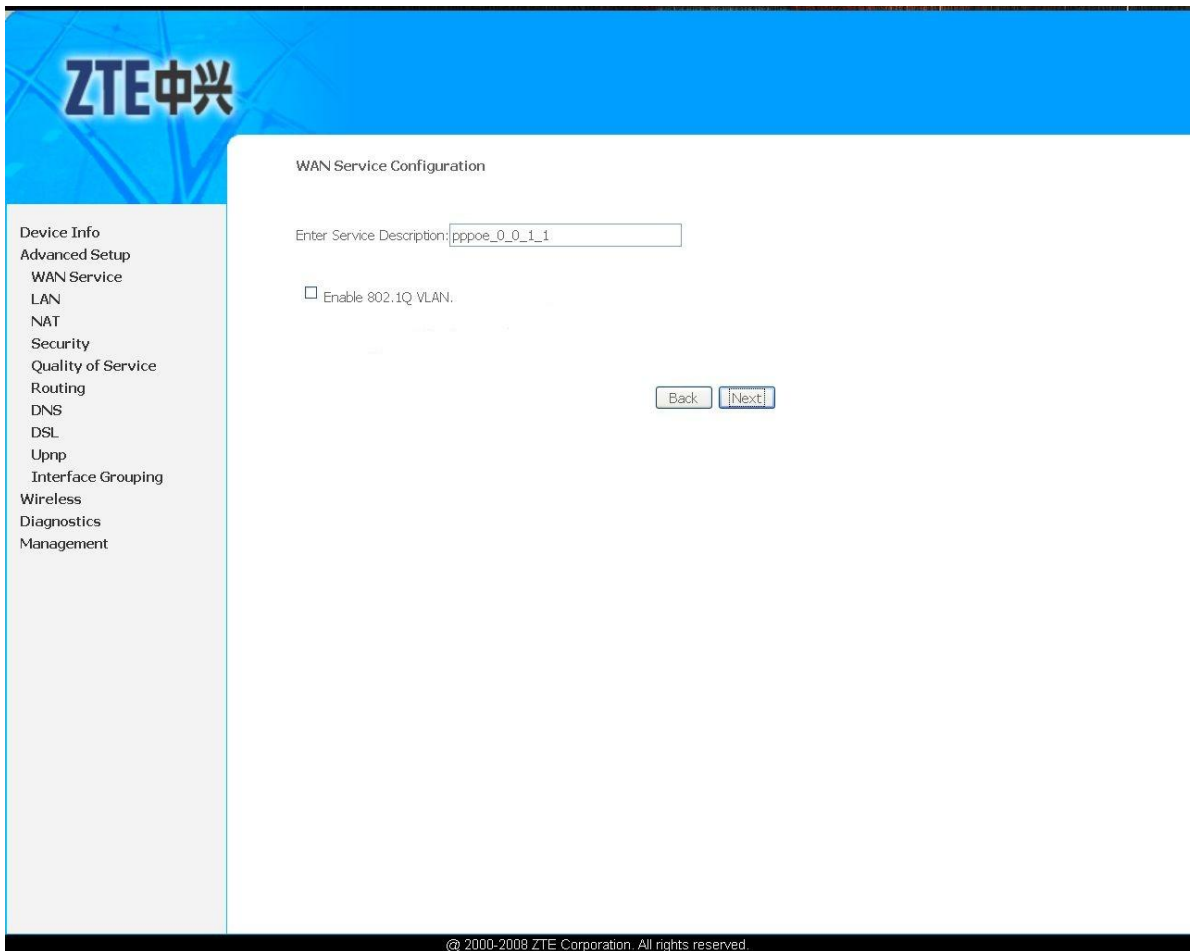 ZTE中兴
WAN Service Configuration
Device Info
Advanced Setup
WAN Service
LAN
NAT
Security
Quality of Service
Routing
DNS
DSL
Upnp
Interface Grouping
Wireless
Diagnostics
Management
Enter Service Description: pppoe_0_0_1_1
Enable 802.1Q VLAN.
Back Next
@ 2000-2008 ZTE Corporation. All rights reserved.